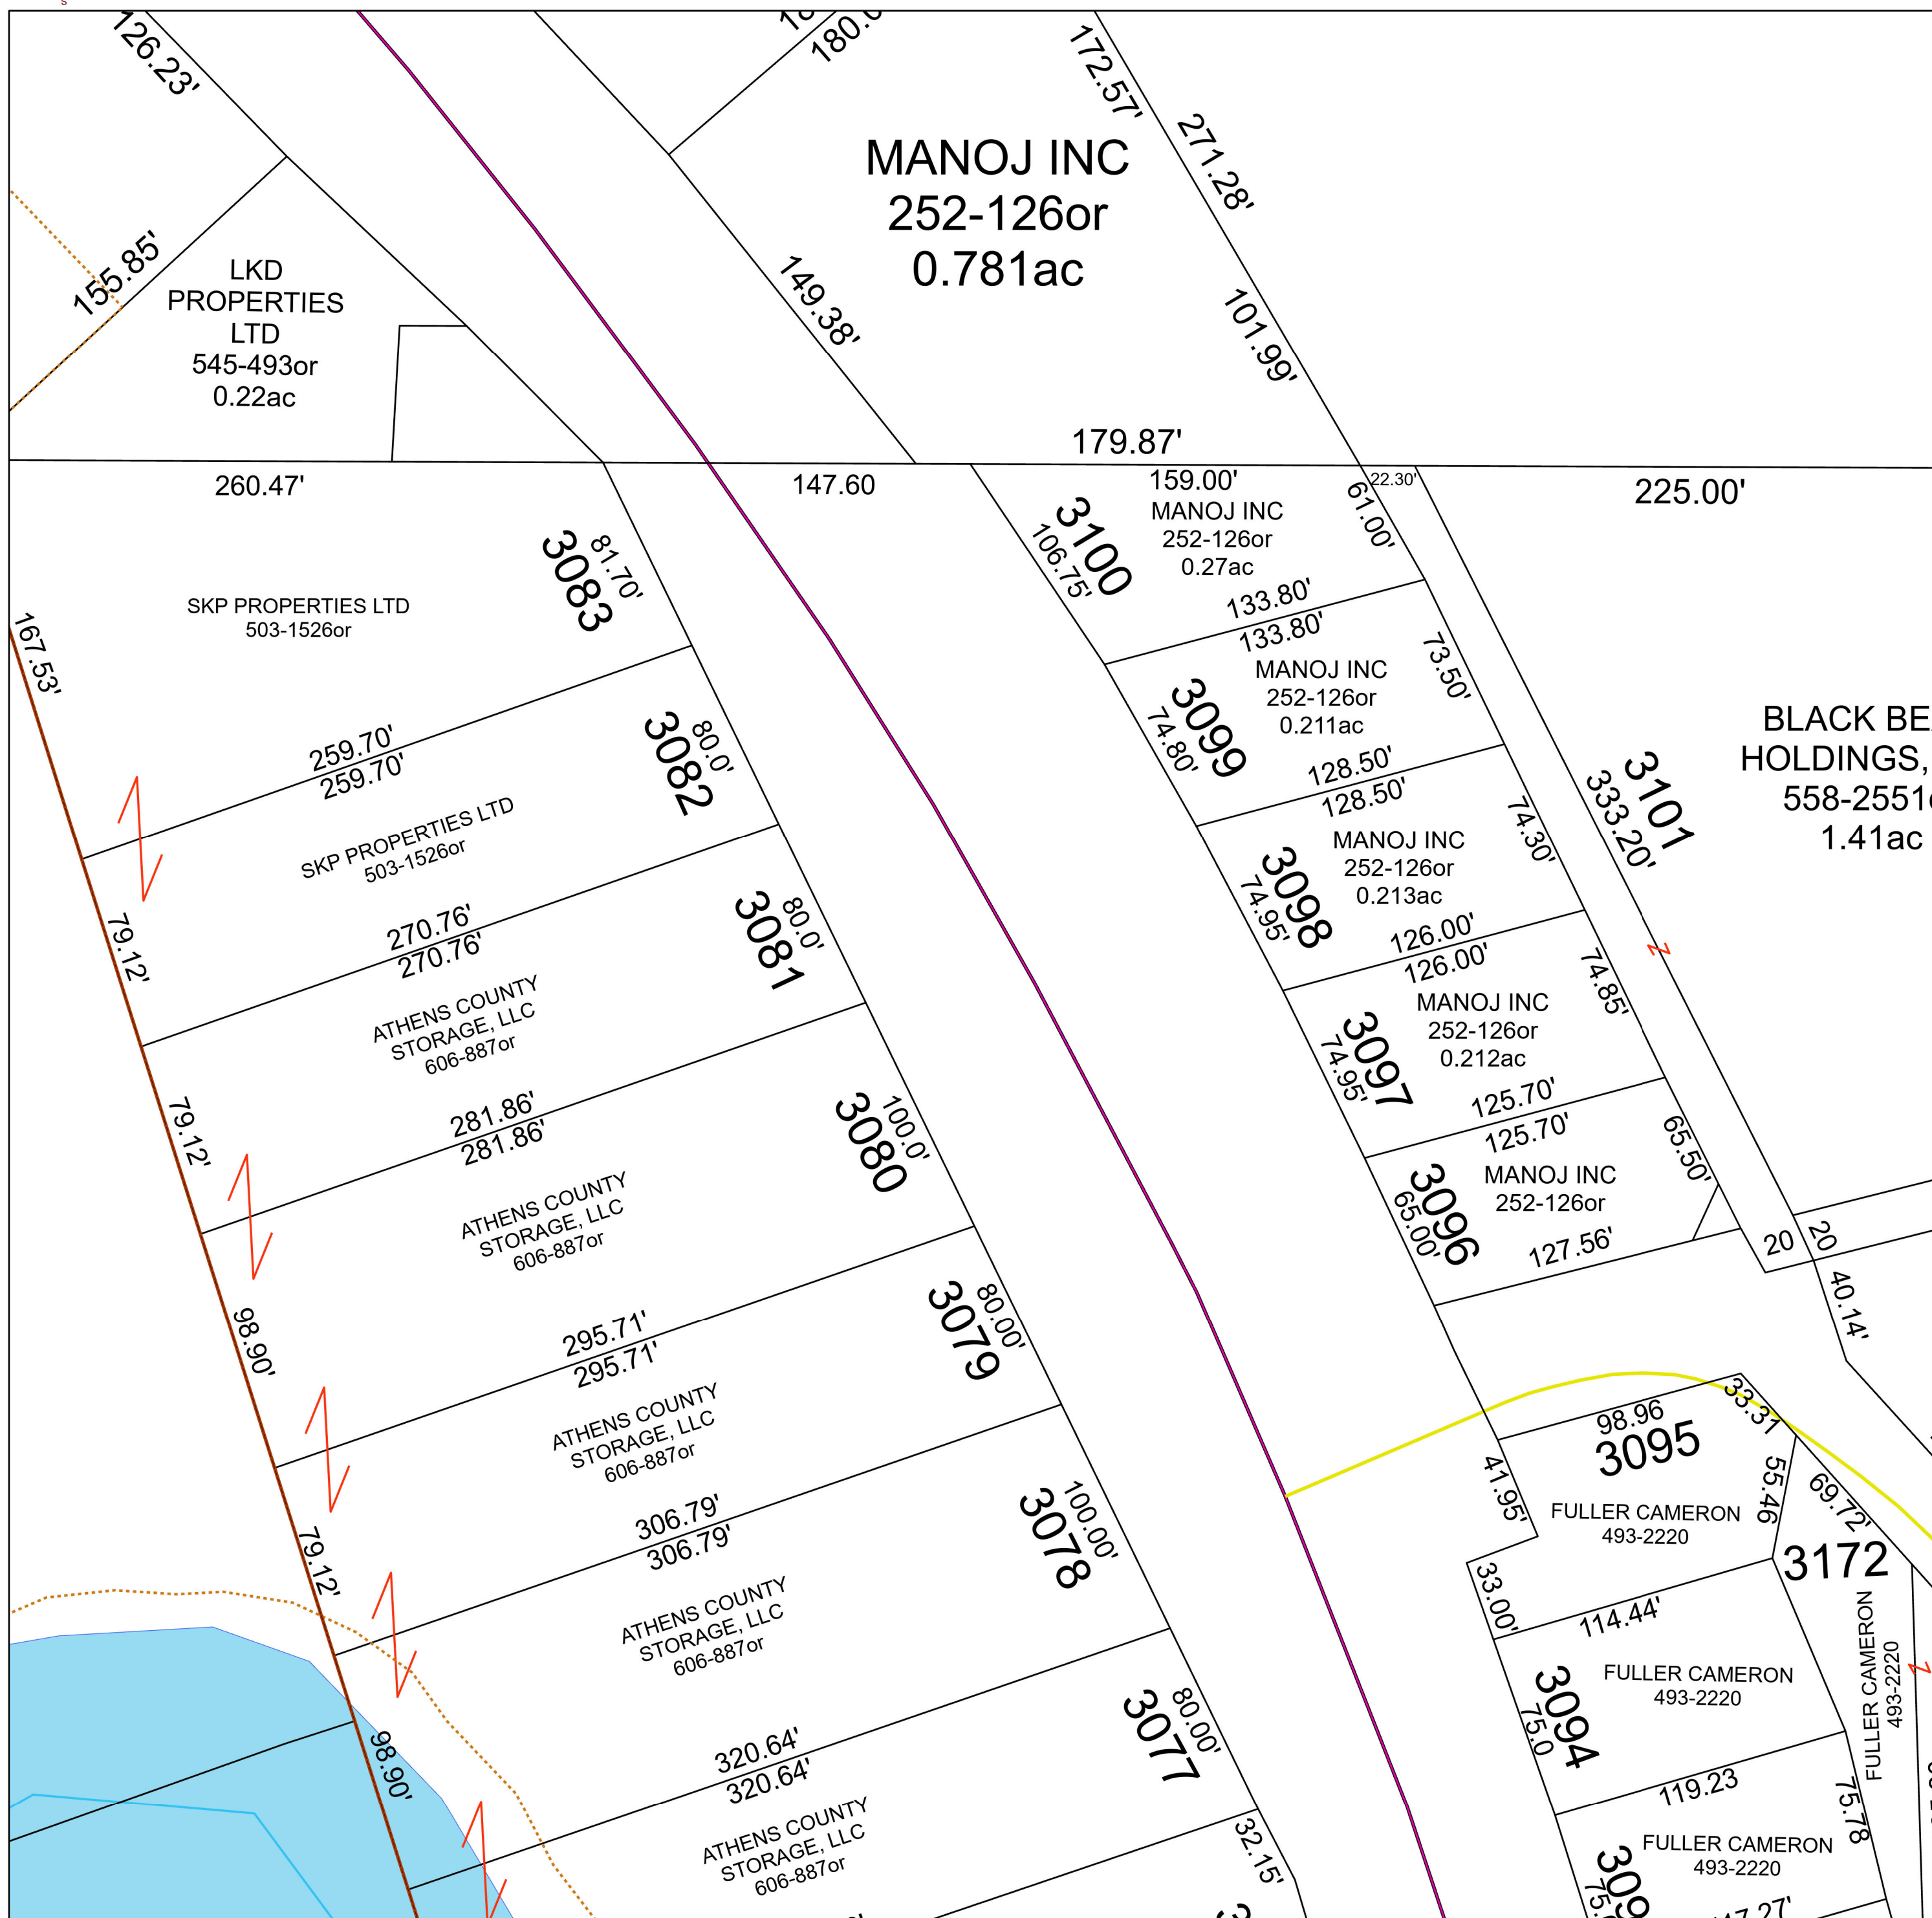 126.23'
180.
172.57'
271.28'
MANOJ INC
252-126or
0.781ac
155.85'
LKD
PROPERTIES
LTD
545-493or
0.22ac
149.38'
101.99'
179.87'
260.47'
147.60
159.00'
22.30'
225.00'
3100
106.75'
MANOJ INC
252-126or
0.27ac
61.00'
81.70'
3083
SKP PROPERTIES LTD
503-1526or
167.53'
133.80'
133.80'
3099
74.80'
MANOJ INC
252-126or
0.211ac
73.50'
259.70'
259.70'
80.0'
3082
SKP PROPERTIES LTD
503-1526or
128.50'
128.50'
3098
74.95'
MANOJ INC
252-126or
0.213ac
74.30'
3101
333.20'
BLACK BE
HOLDINGS,
558-2551
1.41ac
79.12'
270.76'
270.76'
80.0'
3081
ATHENS COUNTY
STORAGE, LLC
606-887or
126.00'
126.00'
3097
74.95'
MANOJ INC
252-126or
0.212ac
74.85'
79.12'
281.86'
281.86'
100.0'
3080
ATHENS COUNTY
STORAGE, LLC
606-887or
125.70'
125.70'
3096
65.00'
MANOJ INC
252-126or
65.50'
127.56'
20
20
40.14'
98.90'
295.71'
295.71'
80.00'
3079
ATHENS COUNTY
STORAGE, LLC
606-887or
98.96
33.31
3095
41.95'
55.46
69.72'
FULLER CAMERON
493-2220
3172
79.12'
306.79'
306.79'
100.00'
3078
ATHENS COUNTY
STORAGE, LLC
606-887or
33.00'
114.44'
3094
75.0
FULLER CAMERON
493-2220
FULLER CAMERON
493-2220
98.90'
320.64'
320.64'
80.00'
3077
ATHENS COUNTY
STORAGE, LLC
606-887or
32.15'
119.23
75.78
FULLER CAMERON
493-2220
309
75.
7.27'